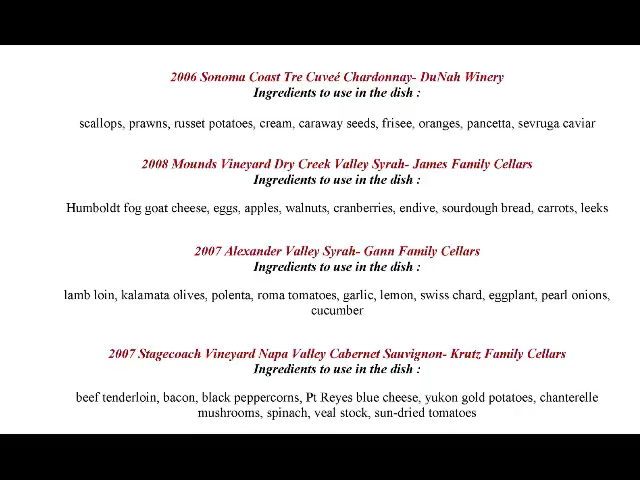 2006 Sonoma Coast Tre Cuveé Chardonnay- DuNah Winery
Ingredients to use in the dish :
scallops, prawns, russet potatoes, cream, caraway seeds, frisee, oranges, pancetta, sevruga caviar
2008 Mounds Vineyard Dry Creek Valley Syrah- James Family Cellars
Ingredients to use in the dish :
Humboldt fog goat cheese, eggs, apples, walnuts, cranberries, endive, sourdough bread, carrots, leeks
2007 Alexander Valley Syrah- Gann Family Cellars
Ingredients to use in the dish :
lamb loin, kalamata olives, polenta, roma tomatoes, garlic, lemon, swiss chard, eggplant, pearl onions,
cucumber
2007 Stagecoach Vineyard Napa Valley Cabernet Sauvignon- Krutz Family Cellars
Ingredients to use in the dish :
beef tenderloin, bacon, black peppercorns, Pt Reyes blue cheese, yukon gold potatoes, chanterelle
mushrooms, spinach, veal stock, sun-dried tomatoes